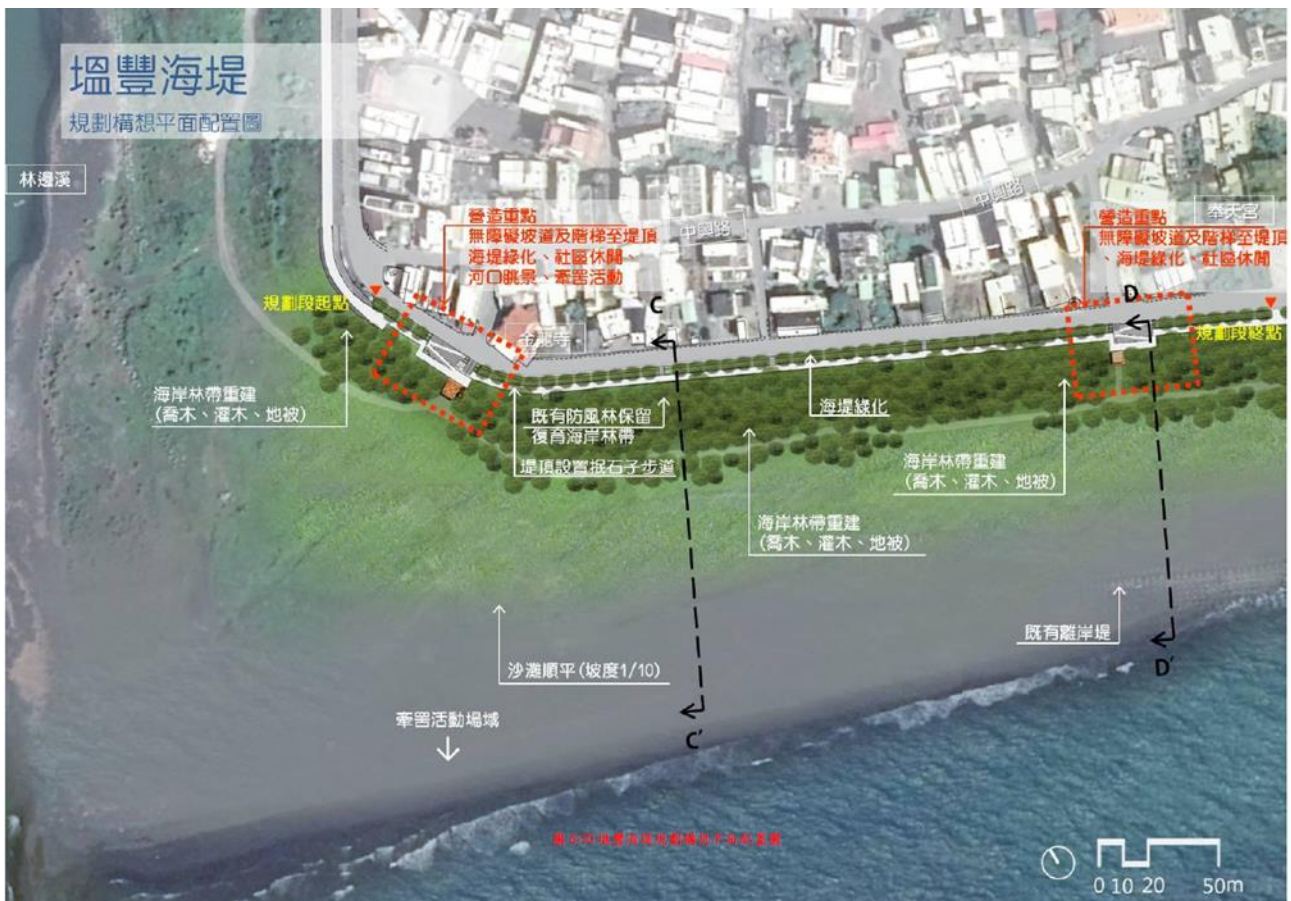 塭豐海堤
規劃構想平面配置圖
林邊溪
營造重點
無障礙坡道及階梯至堤頂
海堤綠化、社區休閒、
河口眺景、牽罟活動
中興路
中興路
奉天宮
營造重點
無障礙坡道及階梯至堤頂
、海堤綠化、社區休閒
規劃段起點
C
D
金龍寺
規劃段終點
海岸林帶重建
(喬木、灌木、地被)
既有防風林保留
復育海岸林帶
海堤綠化
堤頂設置抿石子步道
海岸林帶重建
(喬木、灌木、地被)
海岸林帶重建
(喬木、灌木、地被)
既有離岸堤
沙灘順平(坡度1/10)
D'
牽罟活動場域
C'
0 10 20 50m